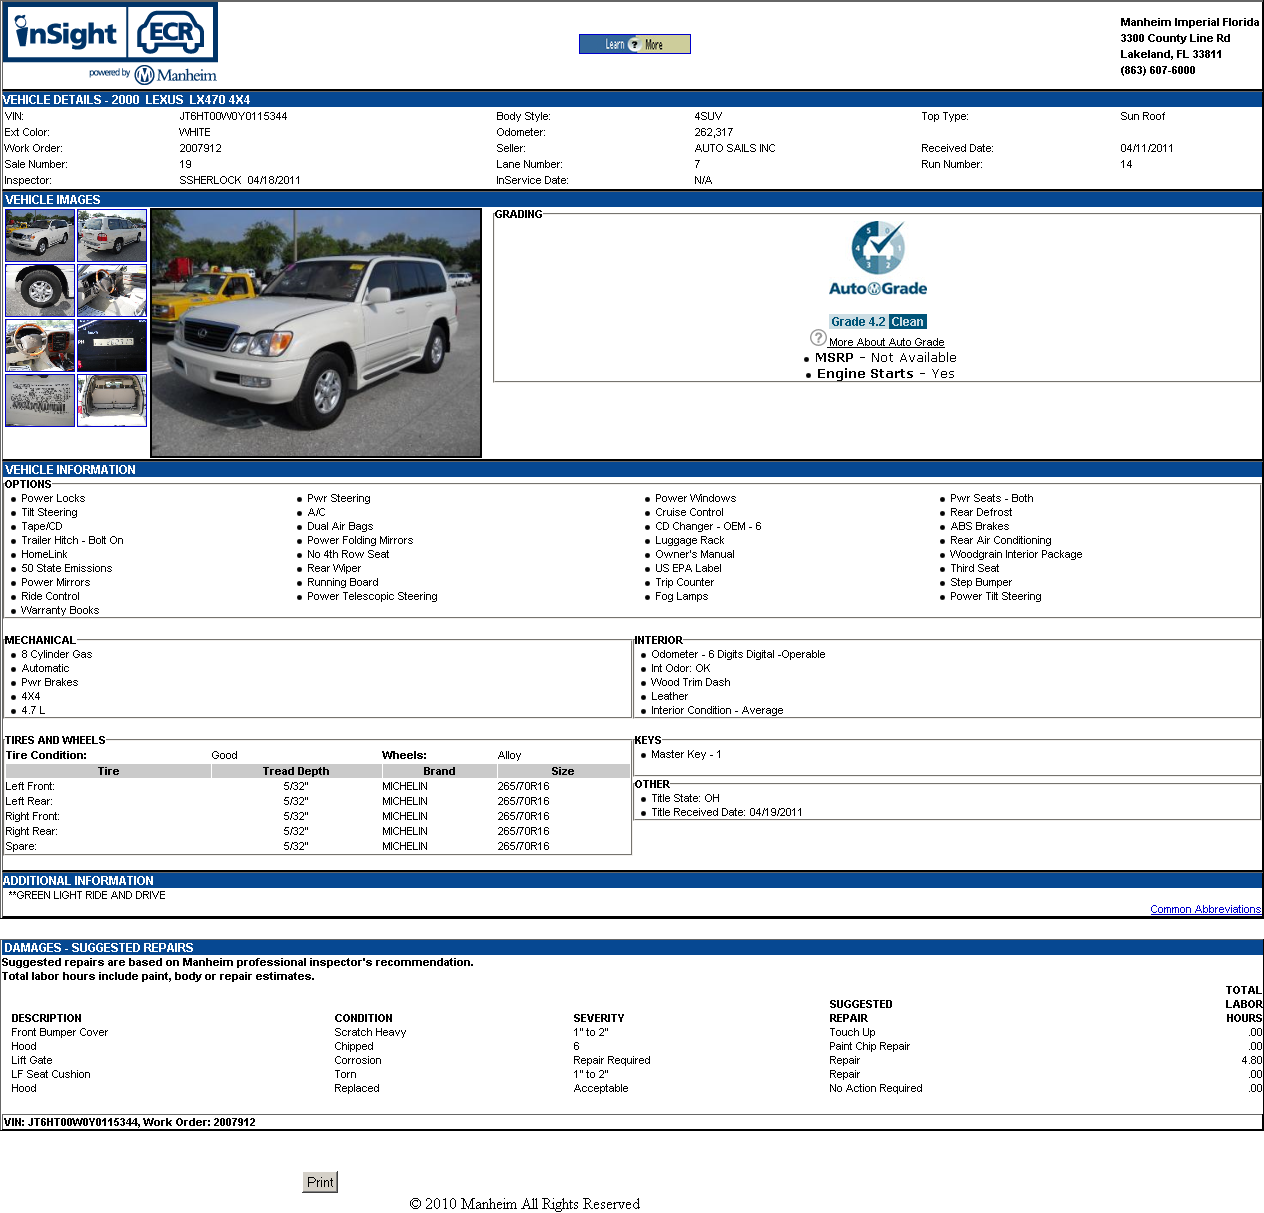 inSight ECR
powered by Manheim
Learn ? More
Manheim Imperial Florida
3300 County Line Rd
Lakeland, FL 33811
(863) 607-6000
VEHICLE DETAILS - 2000 LEXUS LX470 4X4
VIN: JT6HT00W0Y0115344 Body Style: 4SUV Top Type: Sun Roof
Ext Color: WHITE Odometer: 262,317
Work Order: 2007912 Seller: AUTO SAILS INC Received Date: 04/11/2011
Sale Number: 19 Lane Number: 7 Run Number: 14
Inspector: SSHERLOCK 04/18/2011 InService Date: N/A
VEHICLE IMAGES
GRADING
4 0 1 5 3 2
AutoGrade
Grade 4.2 Clean
? More About Auto Grade
• MSRP - Not Available
• Engine Starts - Yes
VEHICLE INFORMATION
OPTIONS
• Power Locks • Pwr Steering • Power Windows • Pwr Seats - Both
• Tilt Steering • A/C • Cruise Control • Rear Defrost
• Tape/CD • Dual Air Bags • CD Changer - OEM - 6 • ABS Brakes
• Trailer Hitch - Bolt On • Power Folding Mirrors • Luggage Rack • Rear Air Conditioning
• HomeLink • No 4th Row Seat • Owner's Manual • Woodgrain Interior Package
• 50 State Emissions • Rear Wiper • US EPA Label • Third Seat
• Power Mirrors • Running Board • Trip Counter • Step Bumper
• Ride Control • Power Telescopic Steering • Fog Lamps • Power Tilt Steering
• Warranty Books
MECHANICAL
• 8 Cylinder Gas
• Automatic
• Pwr Brakes
• 4X4
• 4.7 L
INTERIOR
• Odometer - 6 Digits Digital -Operable
• Int Odor: OK
• Wood Trim Dash
• Leather
• Interior Condition - Average
TIRES AND WHEELS
Tire Condition: Good Wheels: Alloy
Tire Tread Depth Brand Size
Left Front: 5/32" MICHELIN 265/70R16
Left Rear: 5/32" MICHELIN 265/70R16
Right Front: 5/32" MICHELIN 265/70R16
Right Rear: 5/32" MICHELIN 265/70R16
Spare: 5/32" MICHELIN 265/70R16
KEYS
• Master Key - 1
OTHER
• Title State: OH
• Title Received Date: 04/19/2011
ADDITIONAL INFORMATION
**GREEN LIGHT RIDE AND DRIVE
Common Abbreviations
DAMAGES - SUGGESTED REPAIRS
Suggested repairs are based on Manheim professional inspector's recommendation.
Total labor hours include paint, body or repair estimates.
DESCRIPTION CONDITION SEVERITY SUGGESTED REPAIR TOTAL LABOR HOURS
Front Bumper Cover Scratch Heavy 1" to 2" Touch Up .00
Hood Chipped 6 Paint Chip Repair .00
Lift Gate Corrosion Repair Required Repair 4.80
LF Seat Cushion Torn 1" to 2" Repair .00
Hood Replaced Acceptable No Action Required .00
VIN: JT6HT00W0Y0115344, Work Order: 2007912
Print
© 2010 Manheim All Rights Reserved